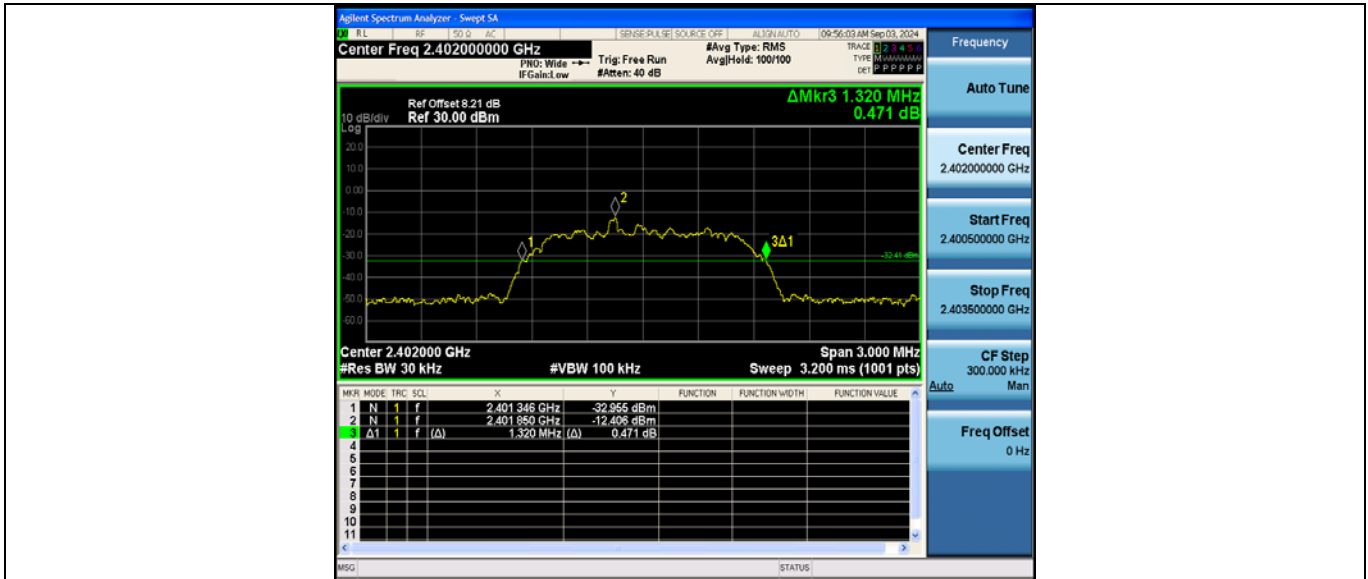 Agilent Spectrum Analyzer - Swept SA
RL RF 50 Ω AC SENSE:PULSE SOURCE OFF ALIGN AUTO 09:56:03 AM Sep 03, 2024
Center Freq 2.402000000 GHz
PNO: Wide
IFGain:Low
Trig: Free Run
#Atten: 40 dB
#Avg Type: RMS
Avg|Hold: 100/100
TRACE 1 2 3 4 5 6
TYPE
DET P P P P P P
ΔMkr3 1.320 MHz
0.471 dB
Ref Offset 8.21 dB
10 dB/div Ref 30.00 dBm
Log
20.0
10.0
0.00
-10.0
-20.0
-30.0
-40.0
-50.0
-60.0
1
2
3Δ1
-32.41 dBm
Center 2.402000 GHz Span 3.000 MHz
#Res BW 30 kHz #VBW 100 kHz Sweep 3.200 ms (1001 pts)
MKR MODE TRC SCL X Y FUNCTION FUNCTION WIDTH FUNCTION VALUE
1 N 1 f 2.401 346 GHz -32.955 dBm
2 N 1 f 2.401 850 GHz -12.406 dBm
3 Δ1 1 f (Δ) 1.320 MHz (Δ) 0.471 dB
4
5
6
7
8
9
10
11
MSG STATUS
Frequency
Auto Tune
Center Freq
2.402000000 GHz
Start Freq
2.400500000 GHz
Stop Freq
2.403500000 GHz
CF Step
300.000 kHz
Auto Man
Freq Offset
0 Hz